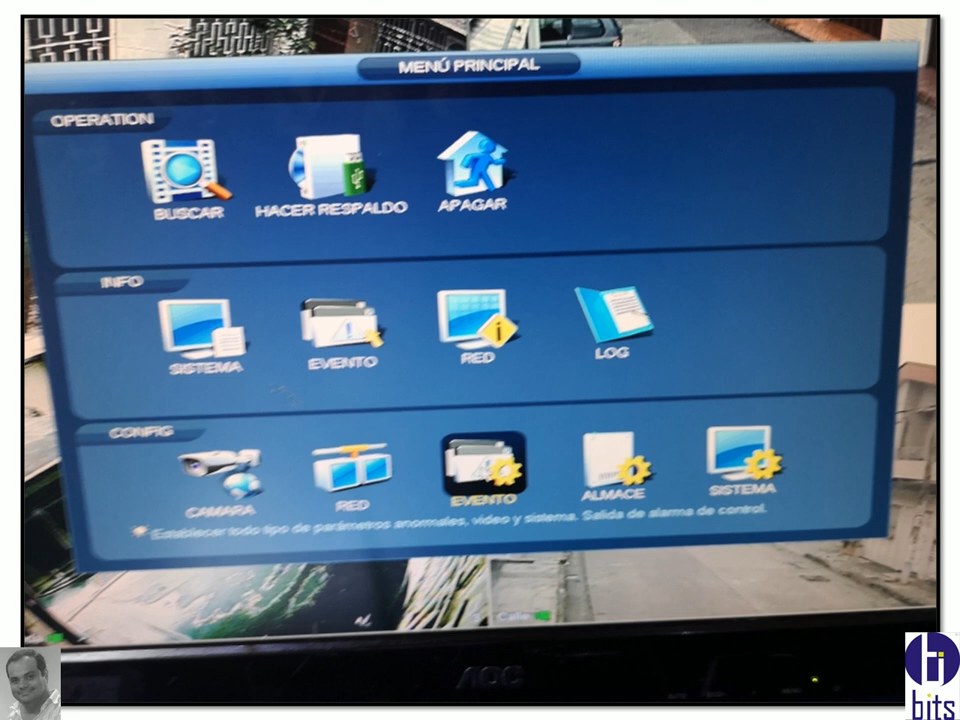 MENÚ PRINCIPAL
OPERATION
BUSCAR
HACER RESPALDO
APAGAR
INFO
SISTEMA
EVENTO
RED
LOG
CONFIG
CAMARA
RED
EVENTO
ALMACE
SISTEMA
Establecer todo tipo de parámetros anormales, video y sistema. Salida de alarma de control.
Calle
AOC
bits